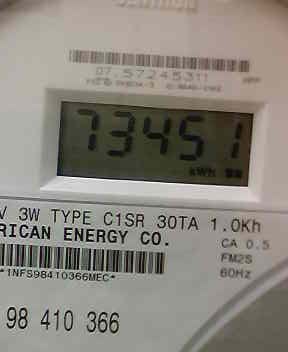 07.57245311
73451
kWh
V 3W TYPE C1SR 30TA 1.0Kh
RICAN ENERGY CO.
CA 0.5
FM2S
60Hz
*1NFS98410366MEC*
98 410 366